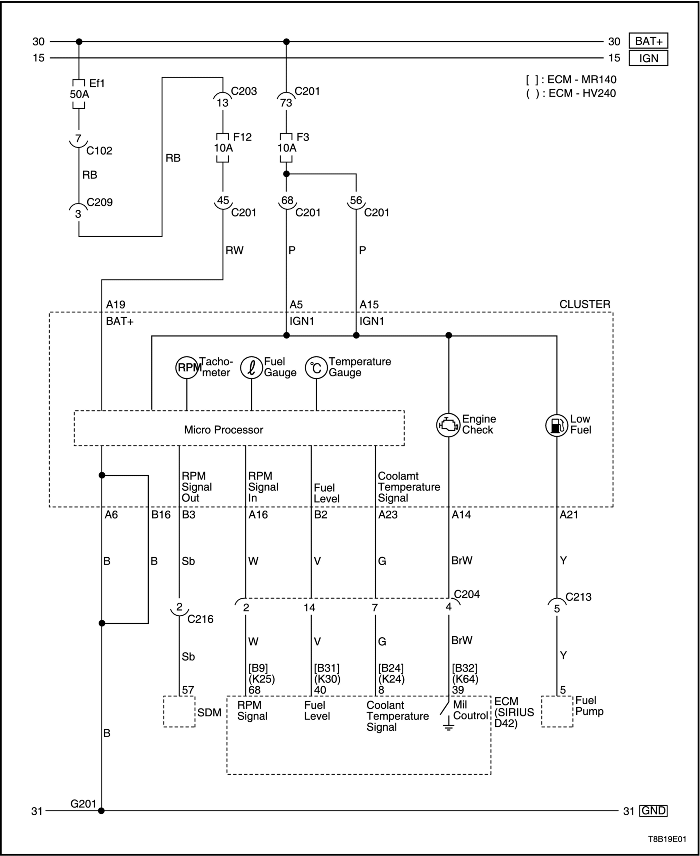 30 30 BAT+
15 15 IGN
[ ] : ECM - MR140
( ) : ECM - HV240
Ef1
50A
C203
13
C201
73
F12
10A
F3
10A
7
C102
RB
RB
C209
3
45
C201
68
C201
56
C201
RW
P
P
A19
A5
A15
CLUSTER
BAT+
IGN1
IGN1
RPM
Tacho-
meter
ℓ
Fuel
Gauge
°C
Temperature
Gauge
Micro Processor
Engine
Check
Low
Fuel
RPM
Signal
Out
RPM
Signal
In
Fuel
Level
Coolamt
Temperature
Signal
A6
B16
B3
A16
B2
A23
A14
A21
B
B
Sb
W
V
G
BrW
Y
2
C216
2
14
7
4
C204
5
C213
Sb
W
V
G
BrW
Y
[B9]
(K25)
68
[B31]
(K30)
40
[B24]
(K24)
8
[B32]
(K64)
39
57
SDM
RPM
Signal
Fuel
Level
Coolant
Temperature
Signal
Mil
Coutrol
ECM
(SIRIUS
D42)
5
Fuel
Pump
B
G201
31 31 GND
T8B19E01